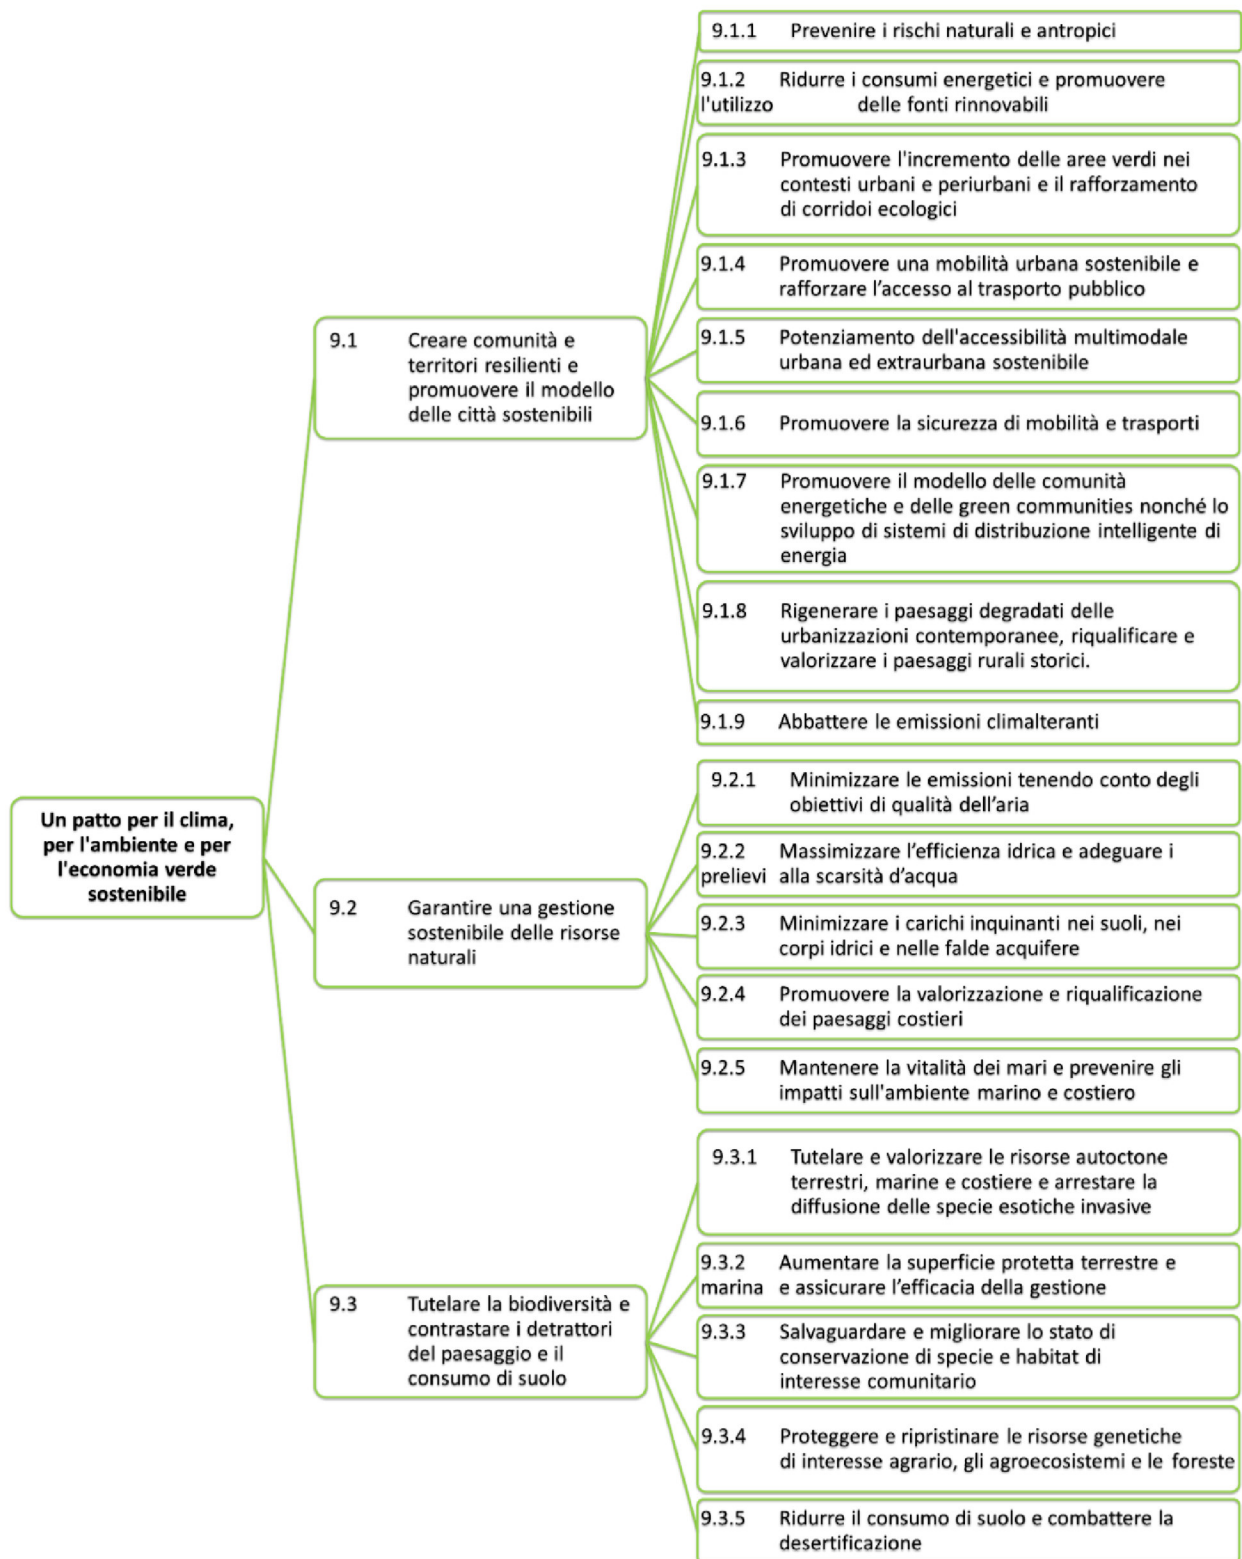 Un patto per il clima,
per l'ambiente e per
l'economia verde
sostenibile
9.1 Creare comunità e
territori resilienti e
promuovere il modello
delle città sostenibili
9.1.1 Prevenire i rischi naturali e antropici
9.1.2 Ridurre i consumi energetici e promuovere
l'utilizzo delle fonti rinnovabili
9.1.3 Promuovere l'incremento delle aree verdi nei
contesti urbani e periurbani e il rafforzamento
di corridoi ecologici
9.1.4 Promuovere una mobilità urbana sostenibile e
rafforzare l’accesso al trasporto pubblico
9.1.5 Potenziamento dell'accessibilità multimodale
urbana ed extraurbana sostenibile
9.1.6 Promuovere la sicurezza di mobilità e trasporti
9.1.7 Promuovere il modello delle comunità
energetiche e delle green communities nonché lo
sviluppo di sistemi di distribuzione intelligente di
energia
9.1.8 Rigenerare i paesaggi degradati delle
urbanizzazioni contemporanee, riqualificare e
valorizzare i paesaggi rurali storici.
9.1.9 Abbattere le emissioni climalteranti
9.2 Garantire una gestione
sostenibile delle risorse
naturali
9.2.1 Minimizzare le emissioni tenendo conto degli
obiettivi di qualità dell’aria
9.2.2 Massimizzare l’efficienza idrica e adeguare i
prelievi alla scarsità d’acqua
9.2.3 Minimizzare i carichi inquinanti nei suoli, nei
corpi idrici e nelle falde acquifere
9.2.4 Promuovere la valorizzazione e riqualificazione
dei paesaggi costieri
9.2.5 Mantenere la vitalità dei mari e prevenire gli
impatti sull'ambiente marino e costiero
9.3 Tutelare la biodiversità e
contrastare i detrattori
del paesaggio e il
consumo di suolo
9.3.1 Tutelare e valorizzare le risorse autoctone
terrestri, marine e costiere e arrestare la
diffusione delle specie esotiche invasive
9.3.2 Aumentare la superficie protetta terrestre e
marina e assicurare l’efficacia della gestione
9.3.3 Salvaguardare e migliorare lo stato di
conservazione di specie e habitat di
interesse comunitario
9.3.4 Proteggere e ripristinare le risorse genetiche
di interesse agrario, gli agroecosistemi e le foreste
9.3.5 Ridurre il consumo di suolo e combattere la
desertificazione